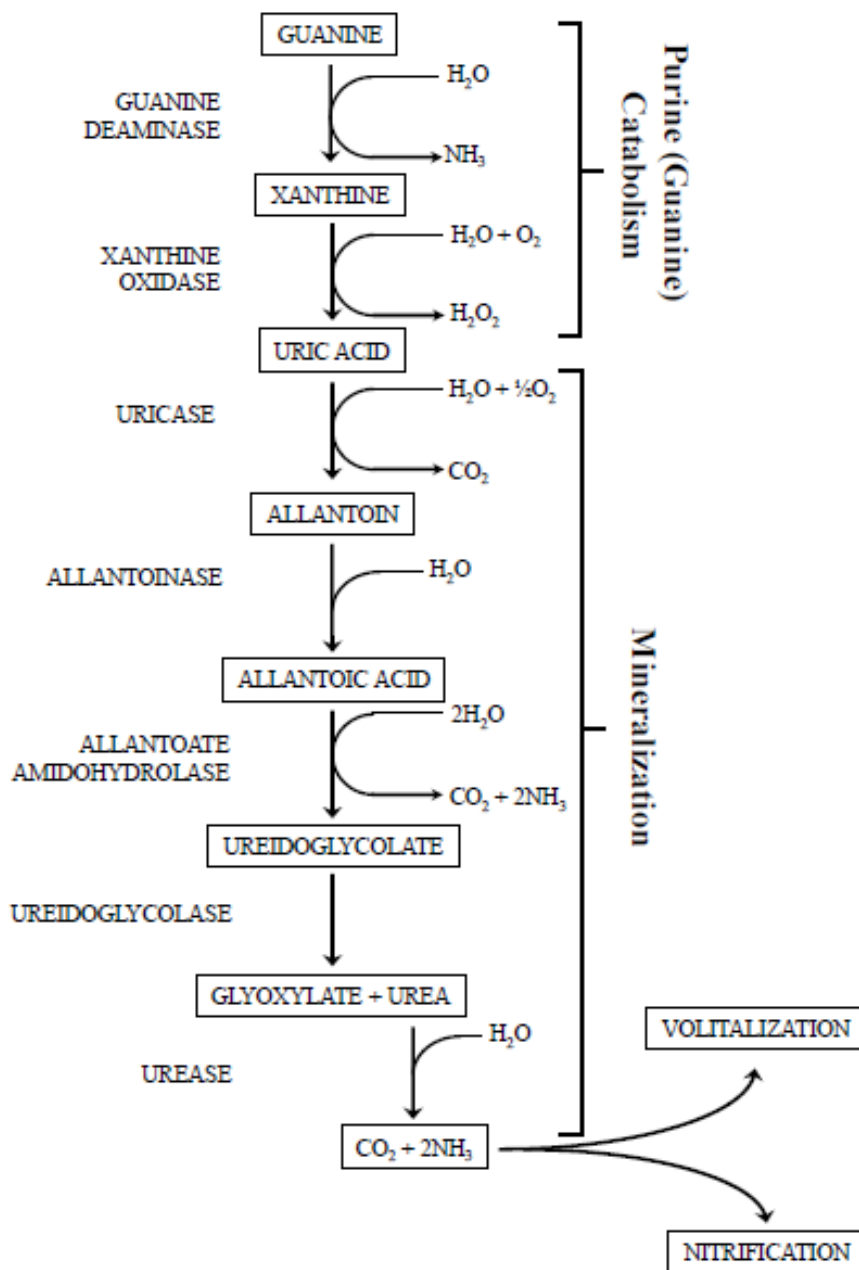 GUANINE
H₂O
GUANINE
DEAMINASE
NH₃
XANTHINE
H₂O + O₂
XANTHINE
OXIDASE
H₂O₂
URIC ACID
Purine (Guanine)
Catabolism
H₂O + ½O₂
URICASE
CO₂
ALLANTOIN
ALLANTOINASE
H₂O
ALLANTOIC ACID
2H₂O
ALLANTOATE
AMIDOHYDROLASE
CO₂ + 2NH₃
UREIDOGLYCOLATE
UREIDOGLYCOLASE
GLYOXYLATE + UREA
H₂O
UREASE
CO₂ + 2NH₃
Mineralization
VOLITALIZATION
NITRIFICATION